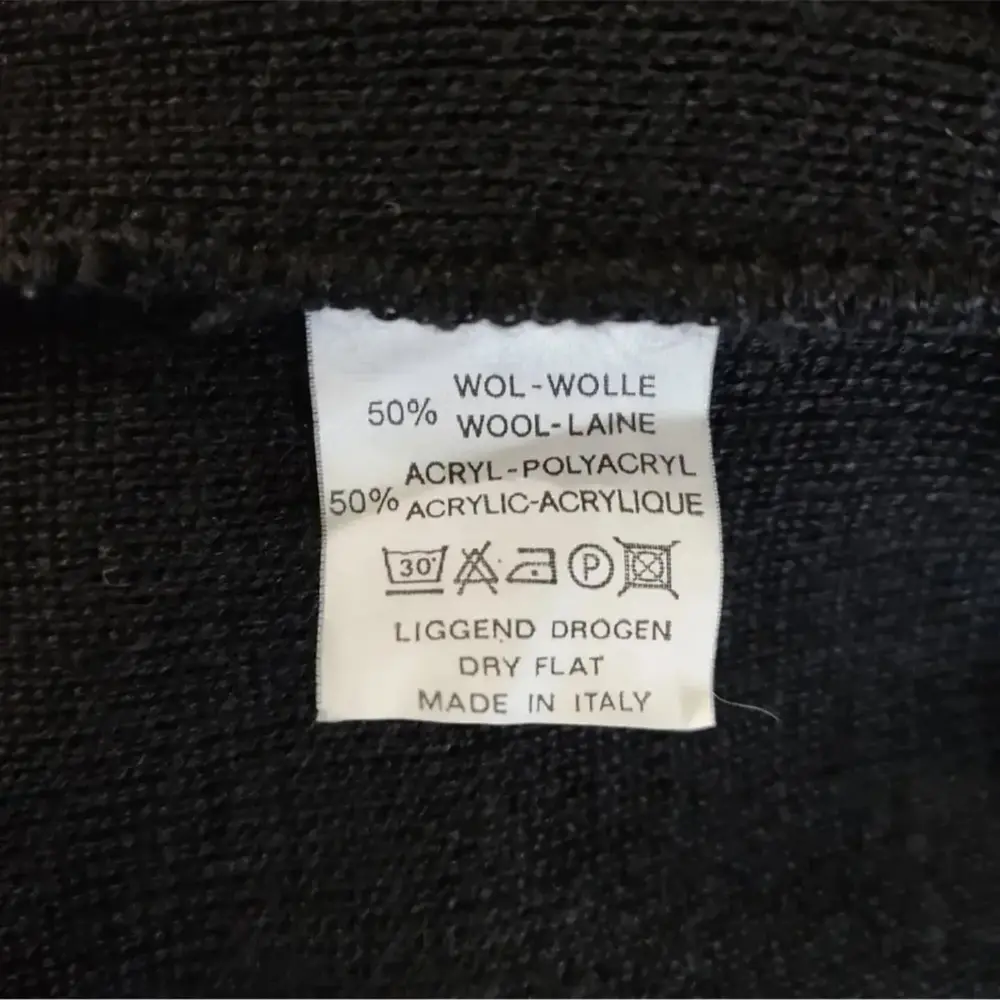 50% WOL-WOLLE
WOOL-LAINE
50% ACRYL-POLYACRYL
ACRYLIC-ACRYLIQUE
30° P
LIGGEND DROGEN
DRY FLAT
MADE IN ITALY